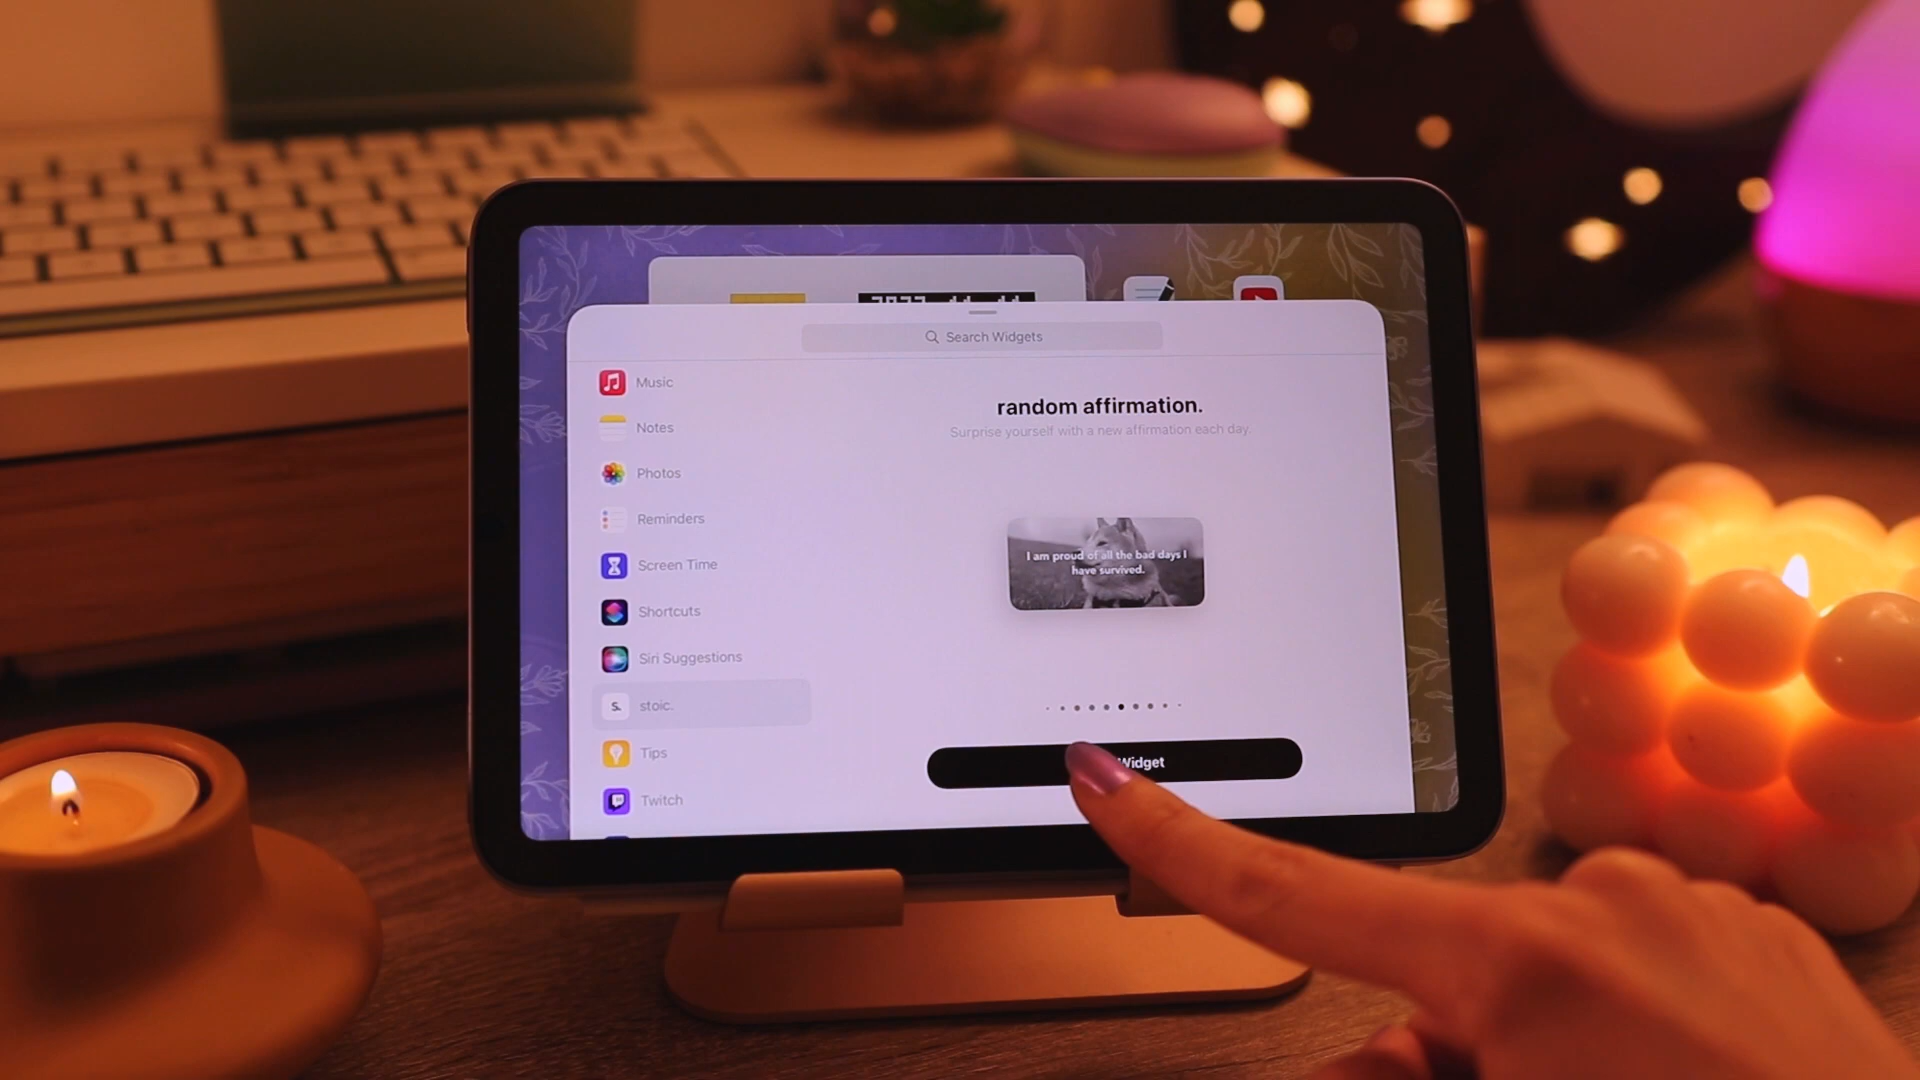 Search Widgets
Music
Notes
Photos
Reminders
Screen Time
Shortcuts
Siri Suggestions
S. stoic.
Tips
Twitch
random affirmation.
Surprise yourself with a new affirmation each day.
I am proud of all the bad days I
have survived.
Widget